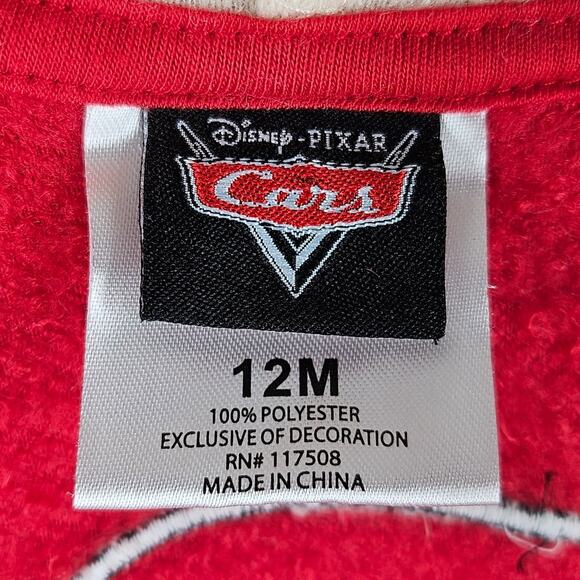 Disney·PIXAR
Cars
12M
100% POLYESTER
EXCLUSIVE OF DECORATION
RN# 117508
MADE IN CHINA